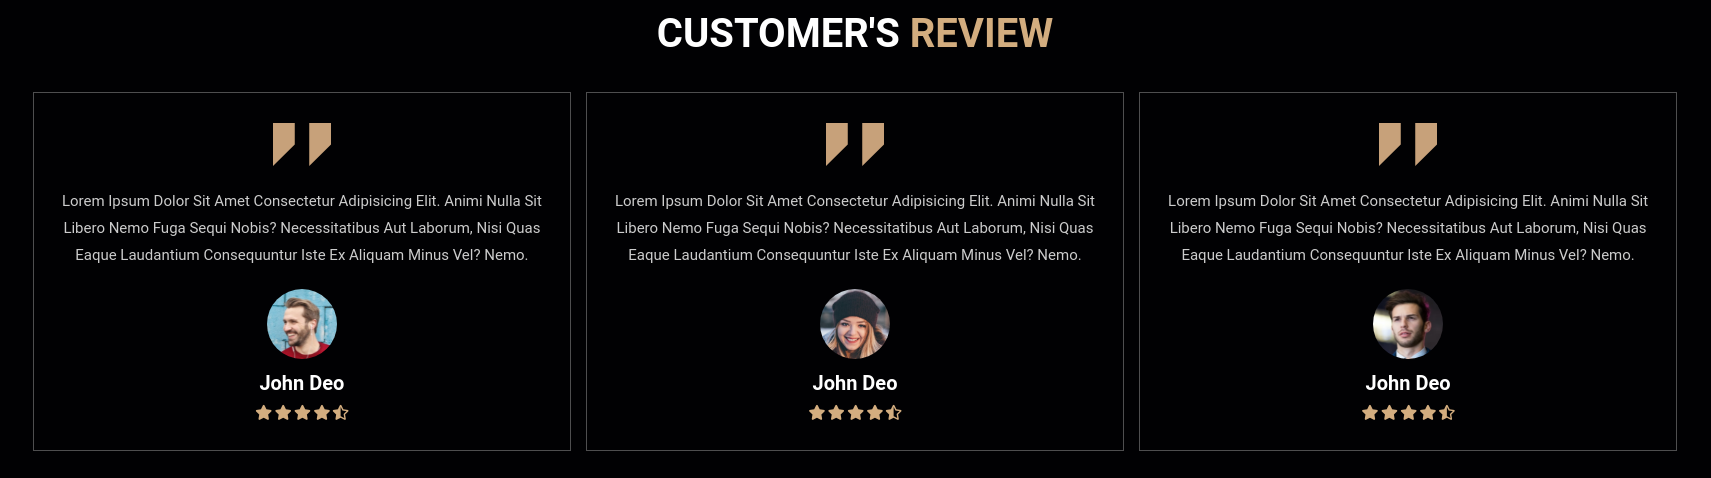 CUSTOMER'S REVIEW
Lorem Ipsum Dolor Sit Amet Consectetur Adipisicing Elit. Animi Nulla Sit
Libero Nemo Fuga Sequi Nobis? Necessitatibus Aut Laborum, Nisi Quas
Eaque Laudantium Consequuntur Iste Ex Aliquam Minus Vel? Nemo.
John Deo
Lorem Ipsum Dolor Sit Amet Consectetur Adipisicing Elit. Animi Nulla Sit
Libero Nemo Fuga Sequi Nobis? Necessitatibus Aut Laborum, Nisi Quas
Eaque Laudantium Consequuntur Iste Ex Aliquam Minus Vel? Nemo.
John Deo
Lorem Ipsum Dolor Sit Amet Consectetur Adipisicing Elit. Animi Nulla Sit
Libero Nemo Fuga Sequi Nobis? Necessitatibus Aut Laborum, Nisi Quas
Eaque Laudantium Consequuntur Iste Ex Aliquam Minus Vel? Nemo.
John Deo